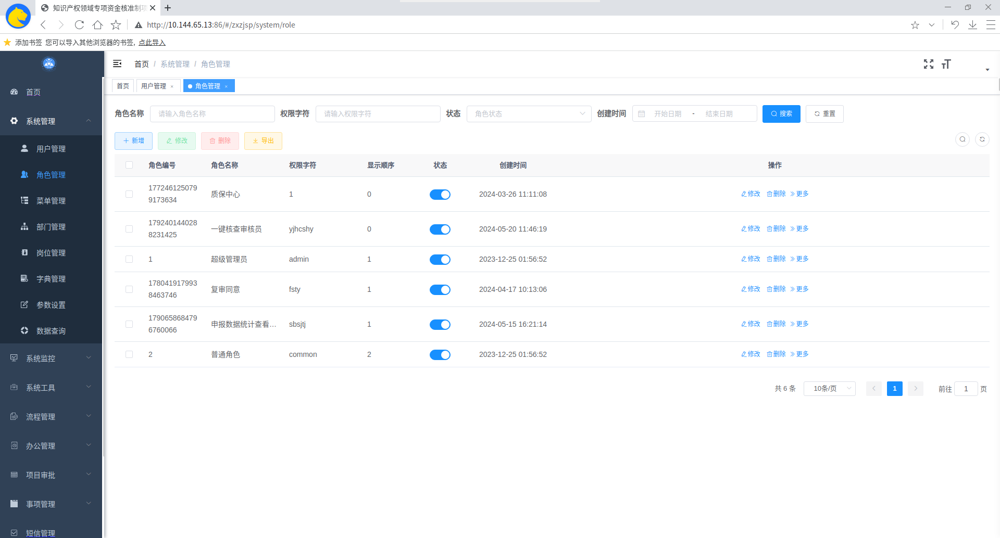 知识产权领域专项资金核准制项
http://10.144.65.13:86/#/zxzjsp/system/role
添加书签 您可以导入其他浏览器的书签, 点此导入
首页 / 系统管理 / 角色管理
首页 用户管理 × 角色管理 ×
首页
系统管理
用户管理
角色管理
菜单管理
部门管理
岗位管理
字典管理
参数设置
数据查询
系统监控
系统工具
流程管理
办公管理
项目审批
事项管理
短信管理
角色名称 请输入角色名称 权限字符 请输入权限字符 状态 角色状态 创建时间 开始日期 - 结束日期 搜索 重置
新增 修改 删除 导出
角色编号 角色名称 权限字符 显示顺序 状态 创建时间 操作
1772461250799173634 质保中心 1 0 2024-03-26 11:11:08 修改 删除 更多
1792401440288231425 一键核查审核员 yjhcshy 0 2024-05-20 11:46:19 修改 删除 更多
1 超级管理员 admin 1 2023-12-25 01:56:52 修改 删除 更多
1780419179938463746 复审同意 fsty 1 2024-04-17 10:13:06 修改 删除 更多
1790658684796760066 申报数据统计查看... sbsjtj 1 2024-05-15 16:21:14 修改 删除 更多
2 普通角色 common 2 2023-12-25 01:56:52 修改 删除 更多
共 6 条 10条/页 1 前往 1 页